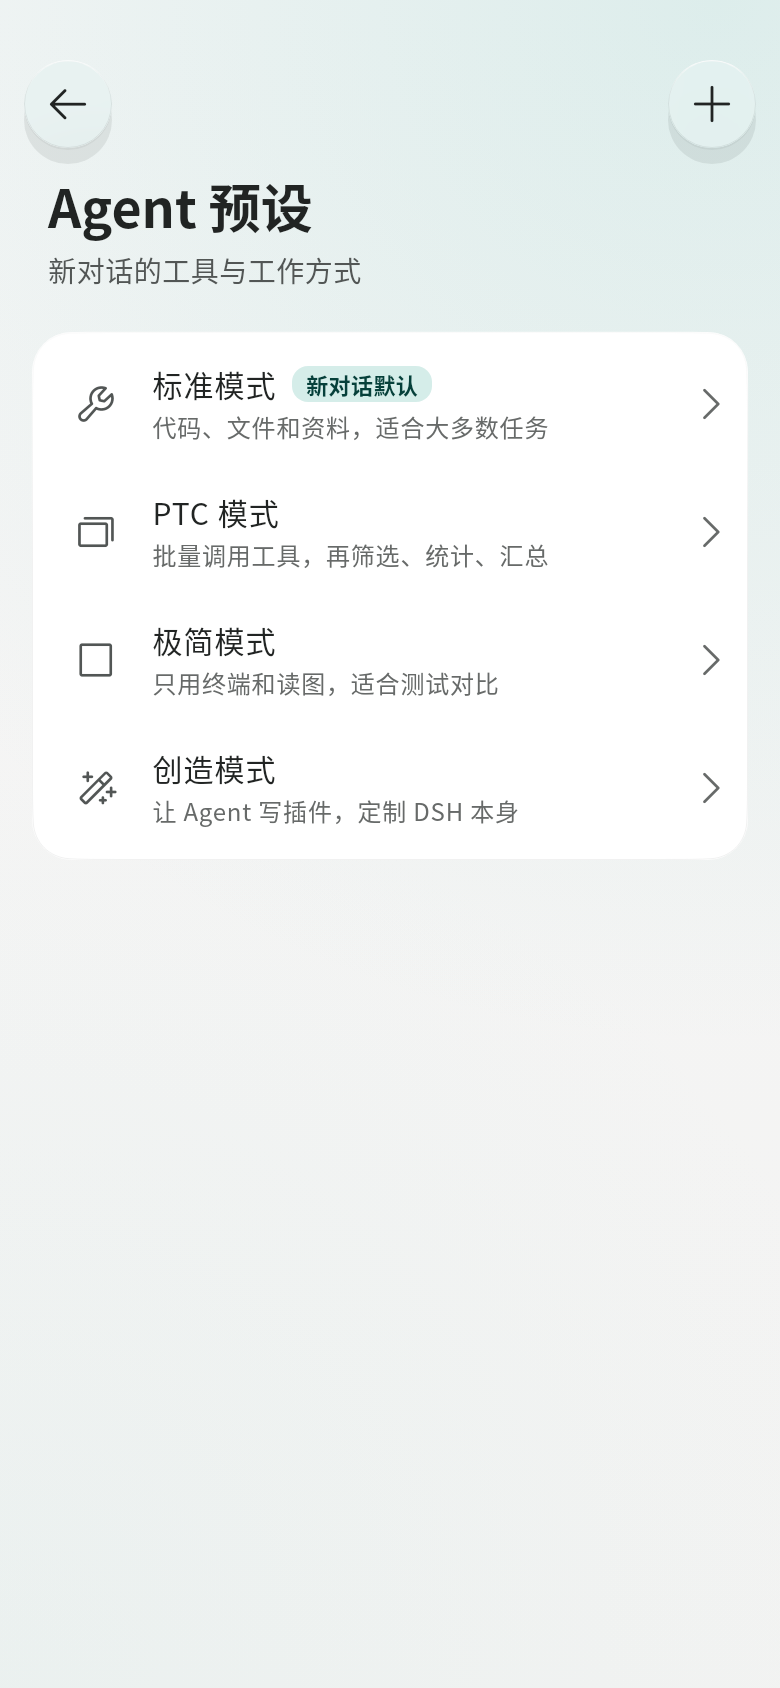 Agent 预设
新对话的工具与工作方式
标准模式 新对话默认
代码、文件和资料，适合大多数任务
PTC 模式
批量调用工具，再筛选、统计、汇总
极简模式
只用终端和读图，适合测试对比
创造模式
让 Agent 写插件，定制 DSH 本身